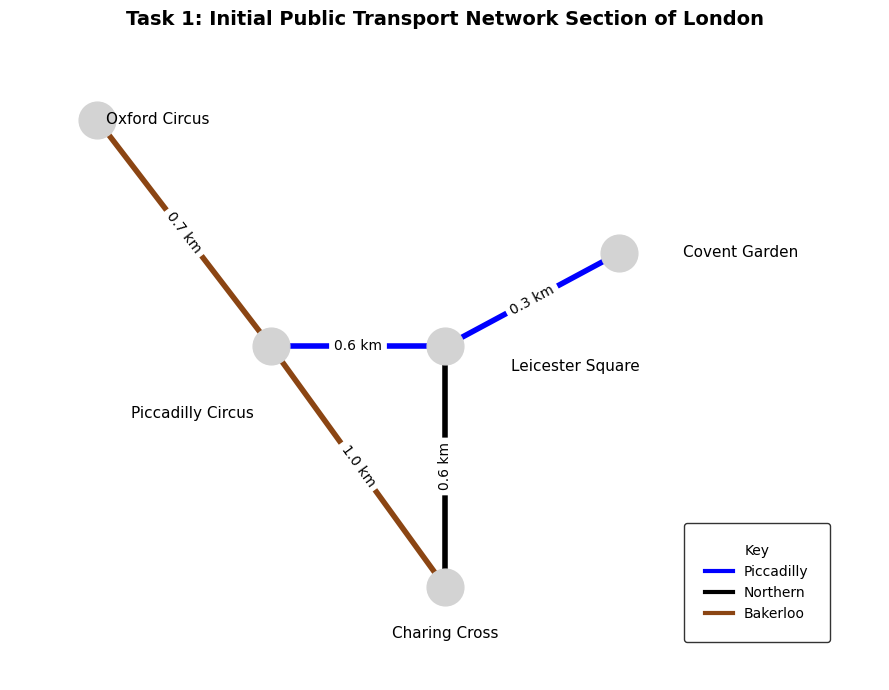 Task 1: Initial Public Transport Network Section of London
Oxford Circus
0.7 km
Covent Garden
0.3 km
0.6 km
Leicester Square
Piccadilly Circus
1.0 km
0.6 km
Charing Cross
Key
Piccadilly
Northern
Bakerloo